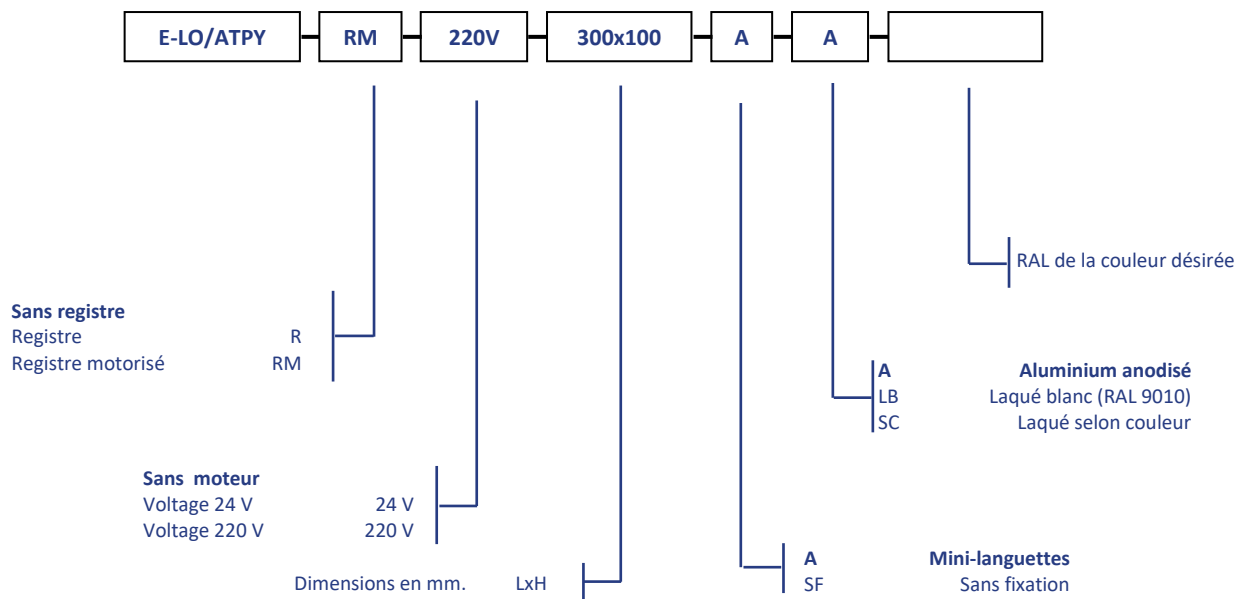 E-LO/ATPY RM 220V 300x100 A A
RAL de la couleur désirée
Sans registre
Registre R
Registre motorisé RM
A Aluminium anodisé
LB Laqué blanc (RAL 9010)
SC Laqué selon couleur
Sans moteur
Voltage 24 V 24 V
Voltage 220 V 220 V
A Mini-languettes
SF Sans fixation
Dimensions en mm. LxH